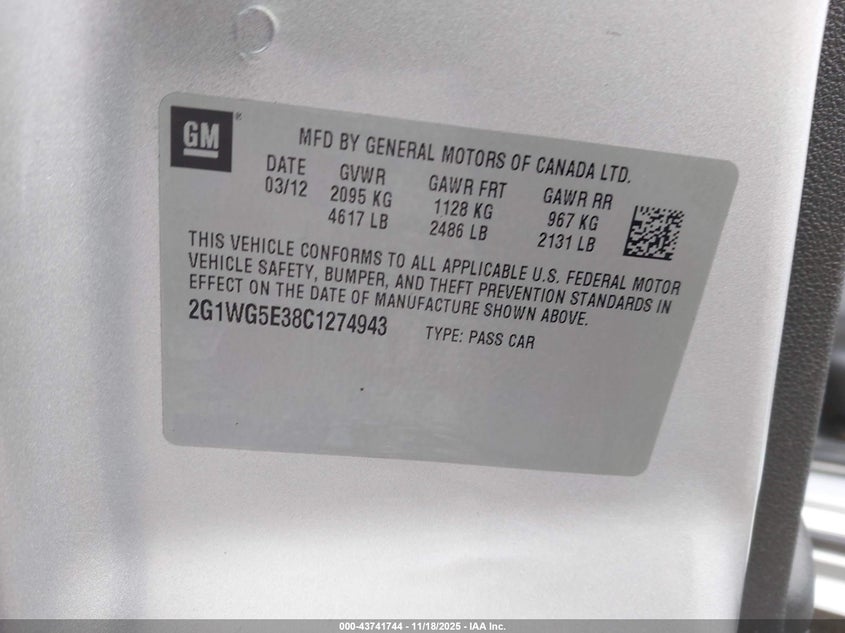 GM®
MFD BY GENERAL MOTORS OF CANADA LTD.
DATE GVWR GAWR FRT GAWR RR
03/12 2095 KG 1128 KG 967 KG
4617 LB 2486 LB 2131 LB
THIS VEHICLE CONFORMS TO ALL APPLICABLE U.S. FEDERAL MOTOR
VEHICLE SAFETY, BUMPER, AND THEFT PREVENTION STANDARDS IN
EFFECT ON THE DATE OF MANUFACTURE SHOWN ABOVE.
2G1WG5E38C1274943 TYPE: PASS CAR
000-43741744 - 11/18/2025 - IAA Inc.